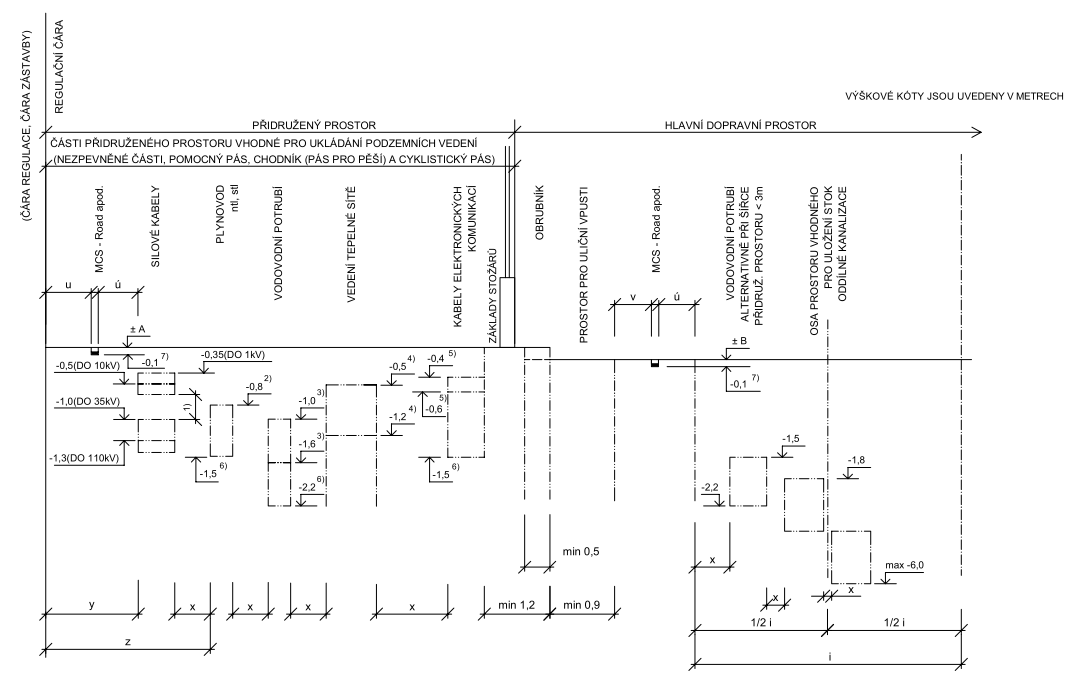 (ČÁRA REGULACE, ČÁRA ZÁSTAVBY)
REGULAČNÍ ČÁRA
VÝŠKOVÉ KÓTY JSOU UVEDENY V METRECH
PŘIDRUŽENÝ PROSTOR
HLAVNÍ DOPRAVNÍ PROSTOR
ČÁSTI PŘIDRUŽENÉHO PROSTORU VHODNÉ PRO UKLÁDÁNÍ PODZEMNÍCH VEDENÍ
(NEZPEVNĚNÉ ČÁSTI, POMOCNÝ PÁS, CHODNÍK (PÁS PRO PĚŠÍ) A CYKLISTICKÝ PÁS)
MCS - Road apod.
SILOVÉ KABELY
PLYNOVOD
ntl, stl
VODOVODNÍ POTRUBÍ
VEDENÍ TEPELNÉ SÍTĚ
KABELY ELEKTRONICKÝCH
KOMUNIKACÍ
ZÁKLADY STOŽÁRŮ
OBRUBNÍK
PROSTOR PRO ULIČNÍ VPUSTI
MCS - Road apod.
VODOVODNÍ POTRUBÍ
ALTERNATIVNĚ PŘI ŠÍŘCE
PŘIDRUŽ. PROSTORU < 3m
OSA PROSTORU VHODNÉHO
PRO ULOŽENÍ STOK
ODDÍLNÉ KANALIZACE
u
ú
v
ú
± A
± B
-0,1 7)
-0,35(DO 1kV)
-0,5(DO 10kV)
-1,0(DO 35kV)
-1,3(DO 110kV)
1)
-0,8 2)
-1,5 6)
-1,0 3)
-1,6 3)
-2,2 6)
-0,5 4)
-1,2 4)
-0,4 5)
-0,6 5)
-1,5 6)
-0,1 7)
-1,5
-2,2
-1,8
max -6,0
min 0,5
x
x
x
y
x
x
x
x
min 1,2
min 0,9
1/2 i
1/2 i
z
i